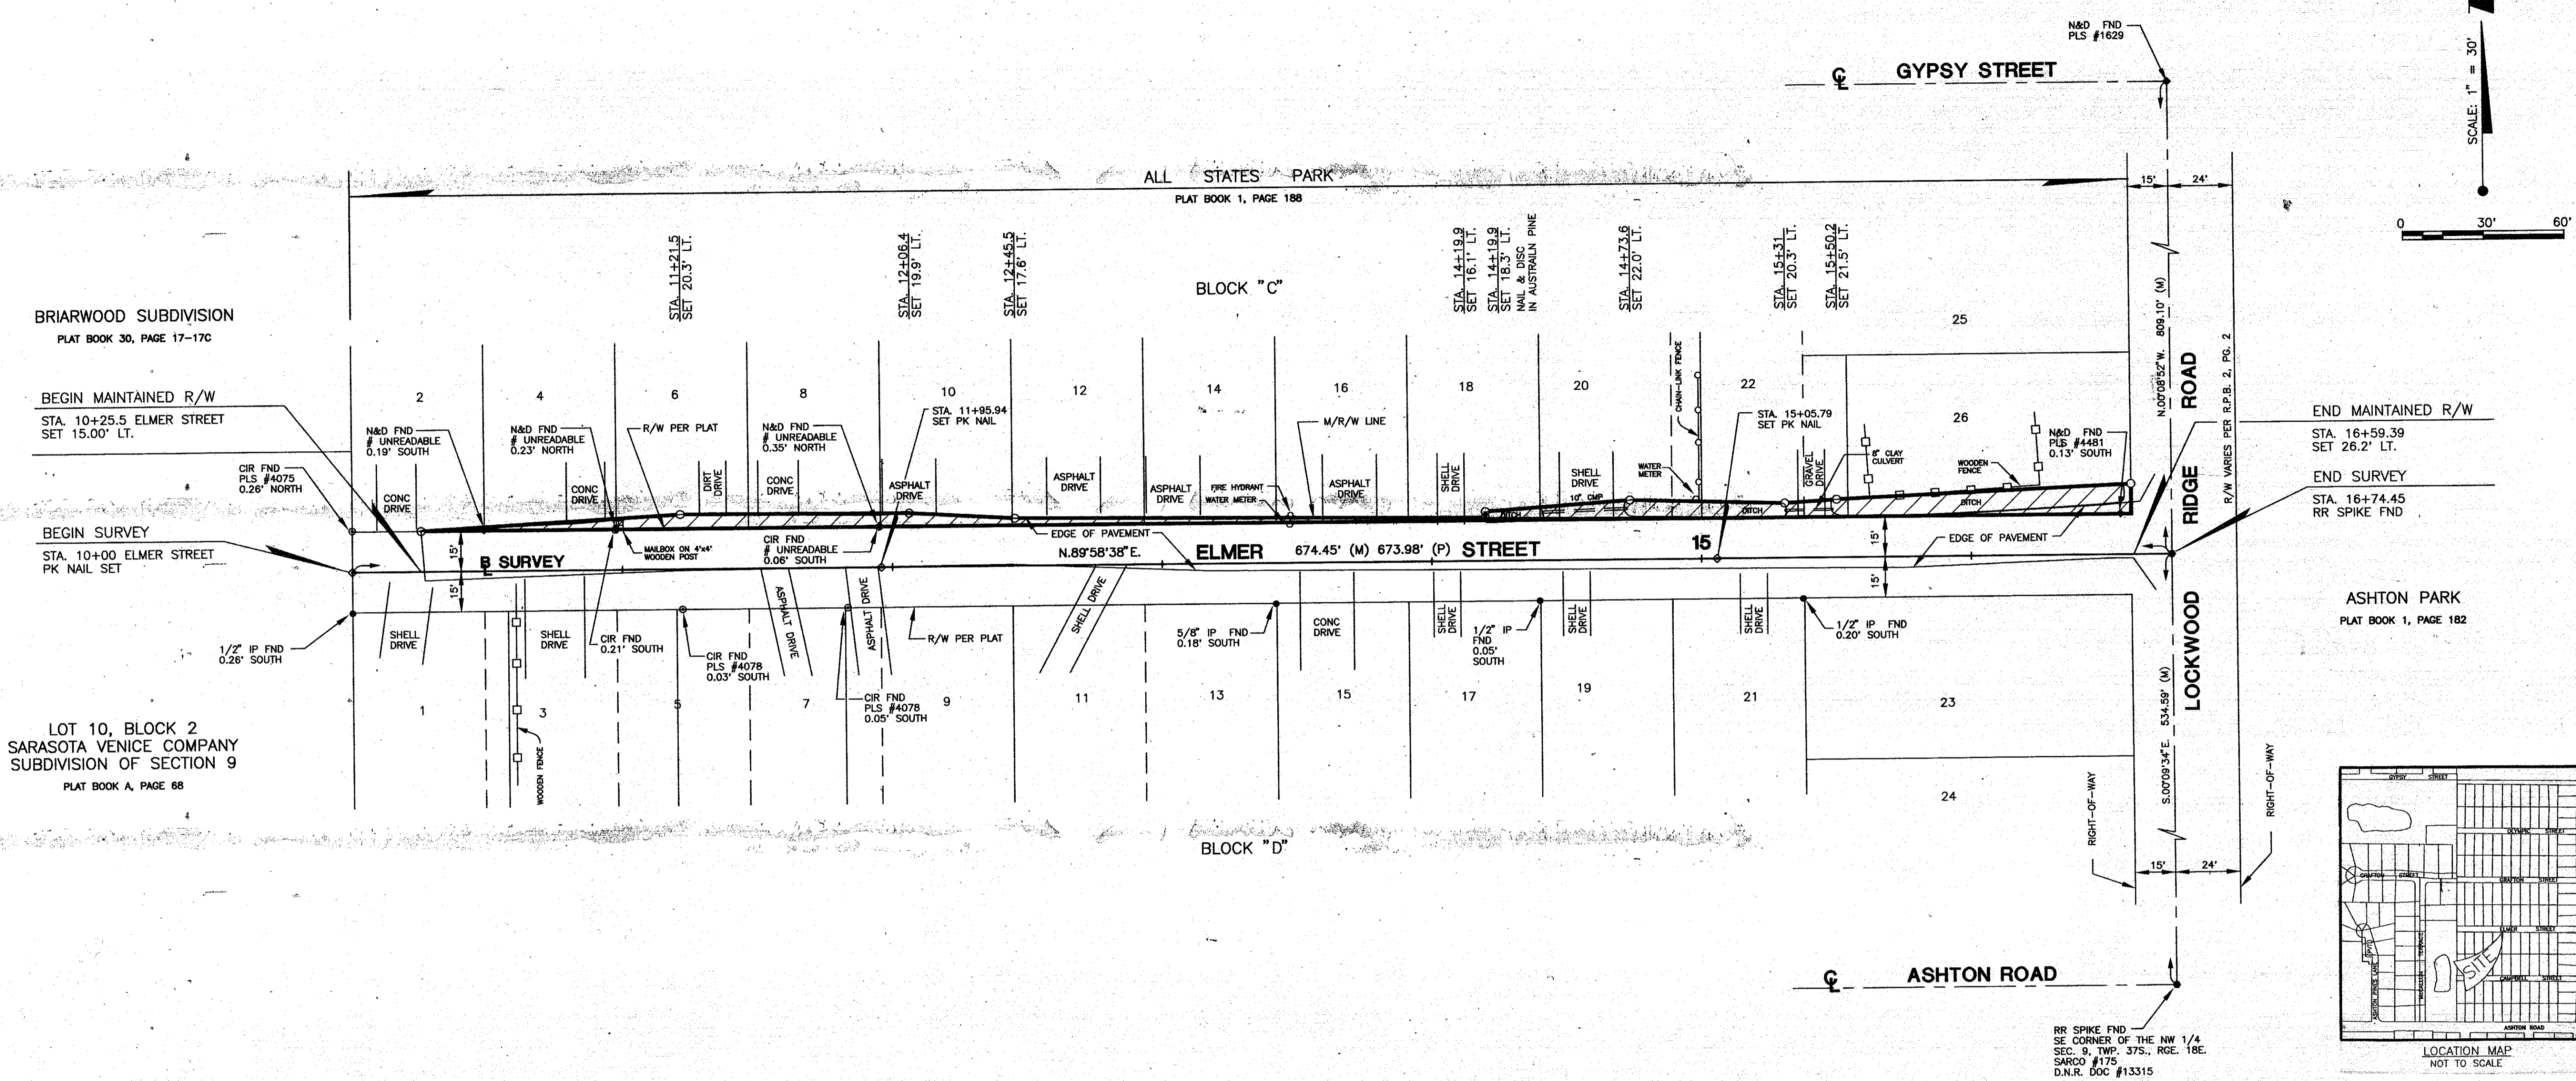 N&D FND
PLS #1629
℄ GYPSY STREET
SCALE: 1" = 30'
0 30' 60'
ALL STATES PARK
PLAT BOOK 1, PAGE 188
15' 24'
STA. 11+21.5
SET 20.3' LT.
STA. 12+06.4
SET 19.9' LT.
STA. 12+45.5
SET 17.6' LT.
STA. 14+19.9
SET 16.1' LT.
STA. 14+19.9
SET 18.3' LT.
NAIL & DISC
IN AUSTRAILN PINE
STA. 14+73.6
SET 22.0' LT.
STA. 15+31
SET 20.3' LT.
STA. 15+50.2
SET 21.5' LT.
BLOCK "C"
BRIARWOOD SUBDIVISION
PLAT BOOK 30, PAGE 17-17C
BEGIN MAINTAINED R/W
STA. 10+25.5 ELMER STREET
SET 15.00' LT.
CIR FND
PLS #4075
0.26' NORTH
BEGIN SURVEY
STA. 10+00 ELMER STREET
PK NAIL SET
1/2" IP FND
0.26' SOUTH
LOT 10, BLOCK 2
SARASOTA VENICE COMPANY
SUBDIVISION OF SECTION 9
PLAT BOOK A, PAGE 68
2
4
6
8
10
12
14
16
18
20
22
25
26
N&D FND
# UNREADABLE
0.19' SOUTH
N&D FND
# UNREADABLE
0.23' NORTH
R/W PER PLAT
N&D FND
# UNREADABLE
0.35' NORTH
STA. 11+95.94
SET PK NAIL
M/R/W LINE
CHAIN-LINK FENCE
STA. 15+05.79
SET PK NAIL
N&D FND
PLS #4481
0.13' SOUTH
CONC
DRIVE
CONC
DRIVE
DIRT
DRIVE
CONC
DRIVE
ASPHALT
DRIVE
ASPHALT
DRIVE
ASPHALT
DRIVE
FIRE HYDRANT
WATER METER
ASPHALT
DRIVE
SHELL
DRIVE
SHELL
DRIVE
10" CMP
WATER
METER
GRAVEL
DRIVE
8" CLAY
CULVERT
WOODEN
FENCE
DITCH
DITCH
DITCH
15'
15'
℄ SURVEY
MAILBOX ON 4'x4'
WOODEN POST
CIR FND
# UNREADABLE
0.06' SOUTH
EDGE OF PAVEMENT
N.89°58'38"E.
ELMER 674.45' (M) 673.98' (P) STREET
15
15'
15'
EDGE OF PAVEMENT
SHELL
DRIVE
SHELL
DRIVE
CIR FND
0.21' SOUTH
CIR FND
PLS #4078
0.03' SOUTH
ASPHALT DRIVE
ASPHALT DRIVE
CIR FND
PLS #4078
0.05' SOUTH
R/W PER PLAT
SHELL DRIVE
5/8" IP FND
0.18' SOUTH
CONC
DRIVE
SHELL
DRIVE
1/2" IP
FND
0.05'
SOUTH
SHELL
DRIVE
SHELL
DRIVE
1/2" IP FND
0.20' SOUTH
WOODEN FENCE
1
3
5
7
9
11
13
15
17
19
21
23
24
BLOCK "D"
N.00°08'52"W. 809.10' (M)
LOCKWOOD RIDGE ROAD
R/W VARIES PER R.P.B. 2, PG. 2
S.00°09'34"E. 534.59' (M)
END MAINTAINED R/W
STA. 16+59.39
SET 26.2' LT.
END SURVEY
STA. 16+74.45
RR SPIKE FND
ASHTON PARK
PLAT BOOK 1, PAGE 182
RIGHT-OF-WAY
RIGHT-OF-WAY
15' 24'
℄ ASHTON ROAD
RR SPIKE FND
SE CORNER OF THE NW 1/4
SEC. 9, TWP. 37S., RGE. 18E.
SARCO #175
D.N.R. DOC #13315
GYPSY STREET
OLYMPIC STREET
GRAFTON STREET
GRAFTON STREET
ELMER STREET
CAMPBELL STREET
ASHTON PINES LANE
TERRACE
SITE
ASHTON ROAD
LOCATION MAP
NOT TO SCALE